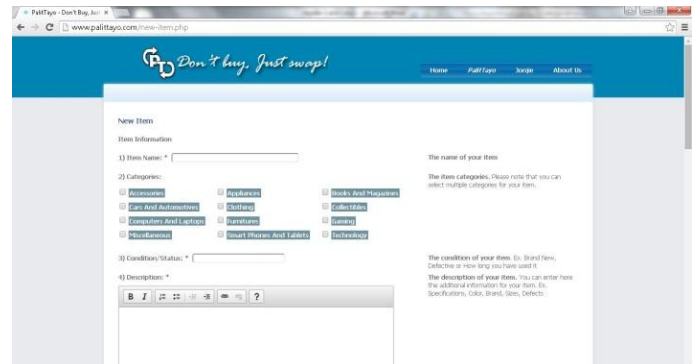 PalitTayo - Don't Buy, Just
www.palittayo.com/new-item.php
PT Don't buy, Just swap!
Home PalitTayo Jonjie About Us
New Item
Item Information
1) Item Name: * The name of your item
2) Categories: The item categories. Please note that you can
select multiple categories for your item.
Accessories Appliances Books And Magazines
Cars And Automotives Clothing Collectibles
Computers And Laptops Furnitures Gaming
Miscellaneous Smart Phones And Tablets Technology
3) Condition/Status: * The condition of your item. Ex. Brand New,
Defective or How long you have used it
4) Description: * The description of your item. You can enter here
the additional information for your item. Ex.
Specifications, Color, Brand, Sizes, Defects
B I ?